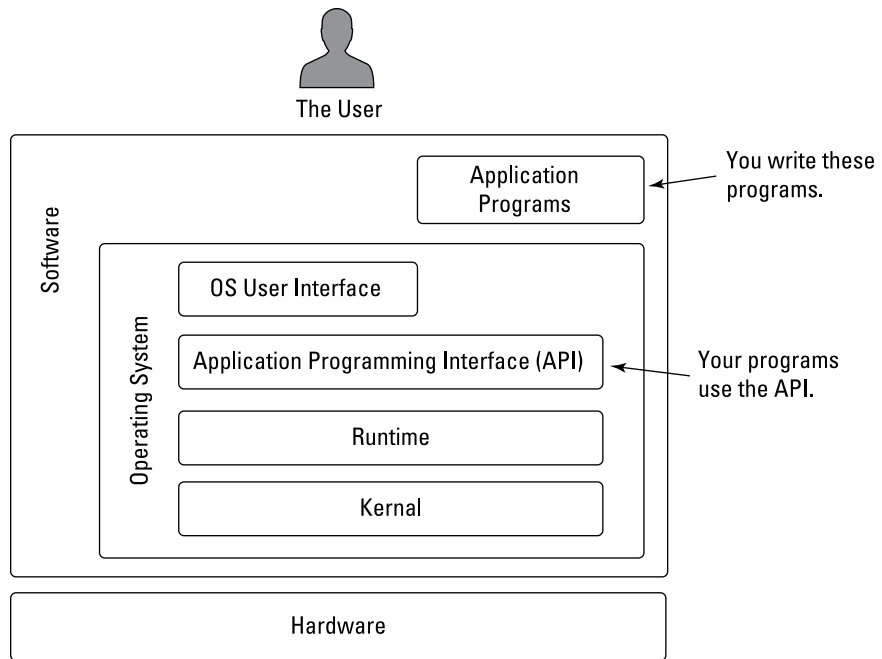 The User
Application
Programs
You write these
programs.
Software
OS User Interface
Operating System
Application Programming Interface (API)
Your programs
use the API.
Runtime
Kernal
Hardware